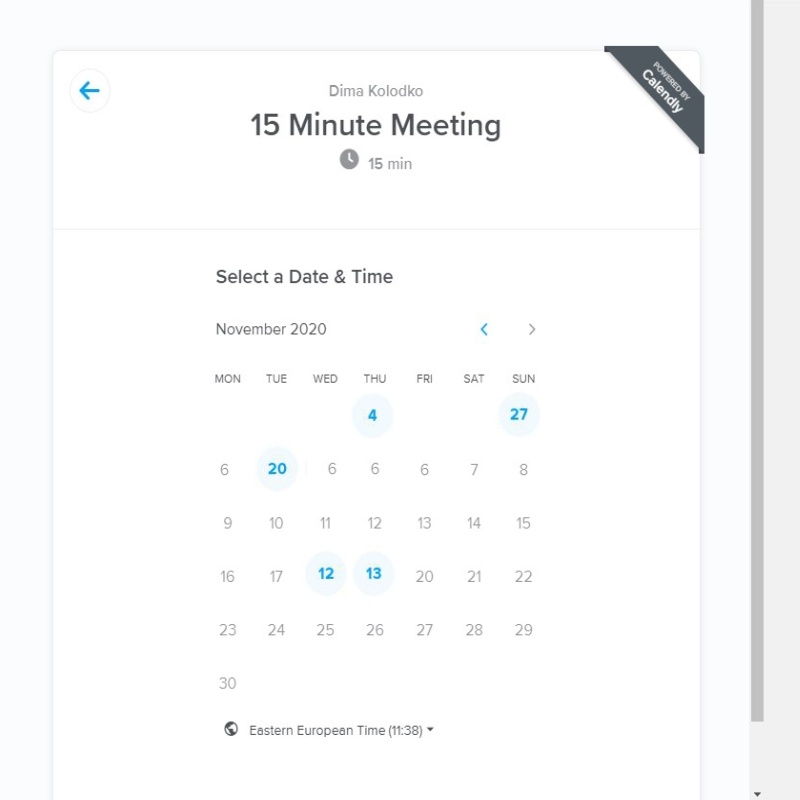 POWERED BY
Calendly
Dima Kolodko
15 Minute Meeting
15 min
Select a Date & Time
November 2020
MON TUE WED THU FRI SAT SUN
4 27
6 20 6 6 6 7 8
9 10 11 12 13 14 15
16 17 12 13 20 21 22
23 24 25 26 27 28 29
30
Eastern European Time (11:38)